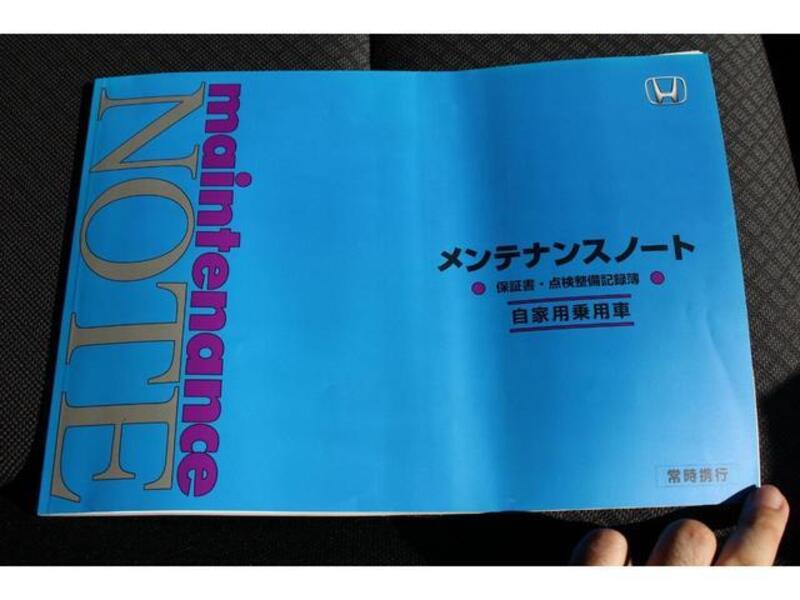 maintenance
NOTE
メンテナンスノート
保証書・点検整備記録簿
自家用乗用車
常時携行